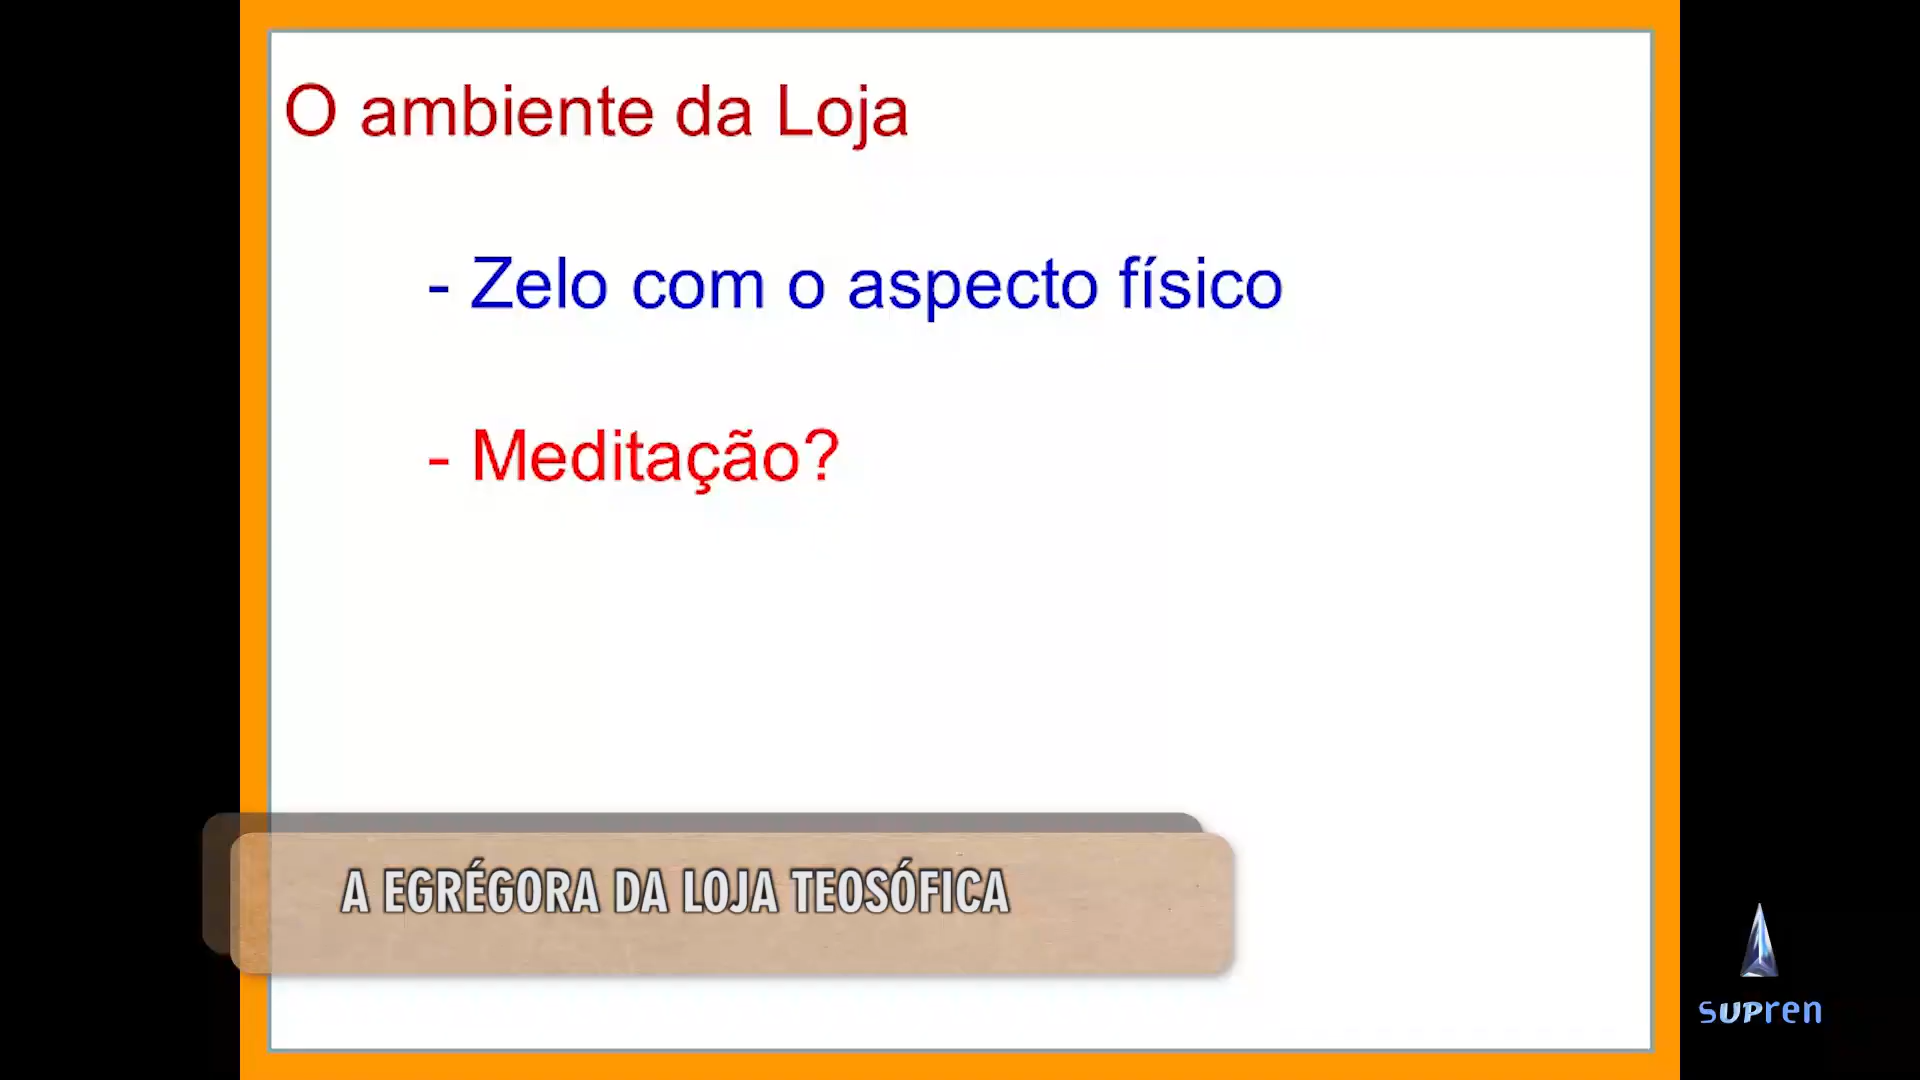 O ambiente da Loja
- Zelo com o aspecto físico
- Meditação?
A EGRÉGORA DA LOJA TEOSÓFICA
supren